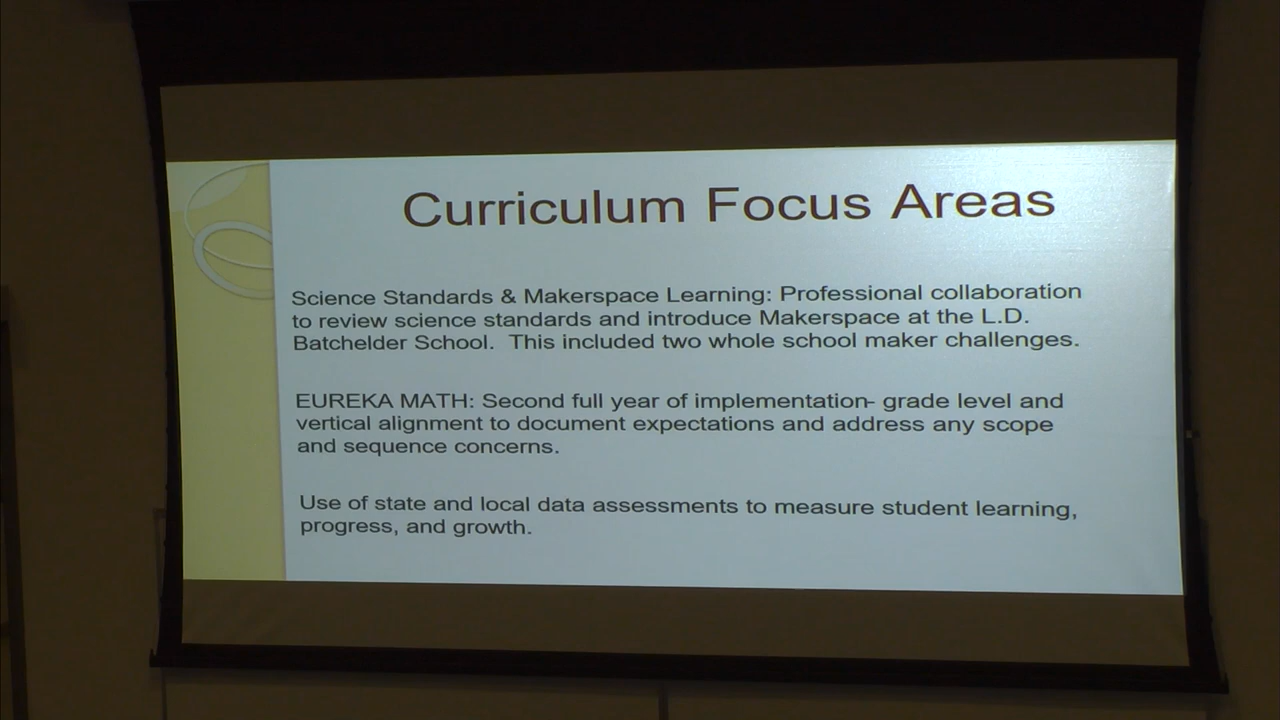 Curriculum Focus Areas
Science Standards & Makerspace Learning: Professional collaboration
to review science standards and introduce Makerspace at the L.D.
Batchelder School.  This included two whole school maker challenges.
EUREKA MATH: Second full year of implementation– grade level and
vertical alignment to document expectations and address any scope
and sequence concerns.
Use of state and local data assessments to measure student learning,
progress, and growth.